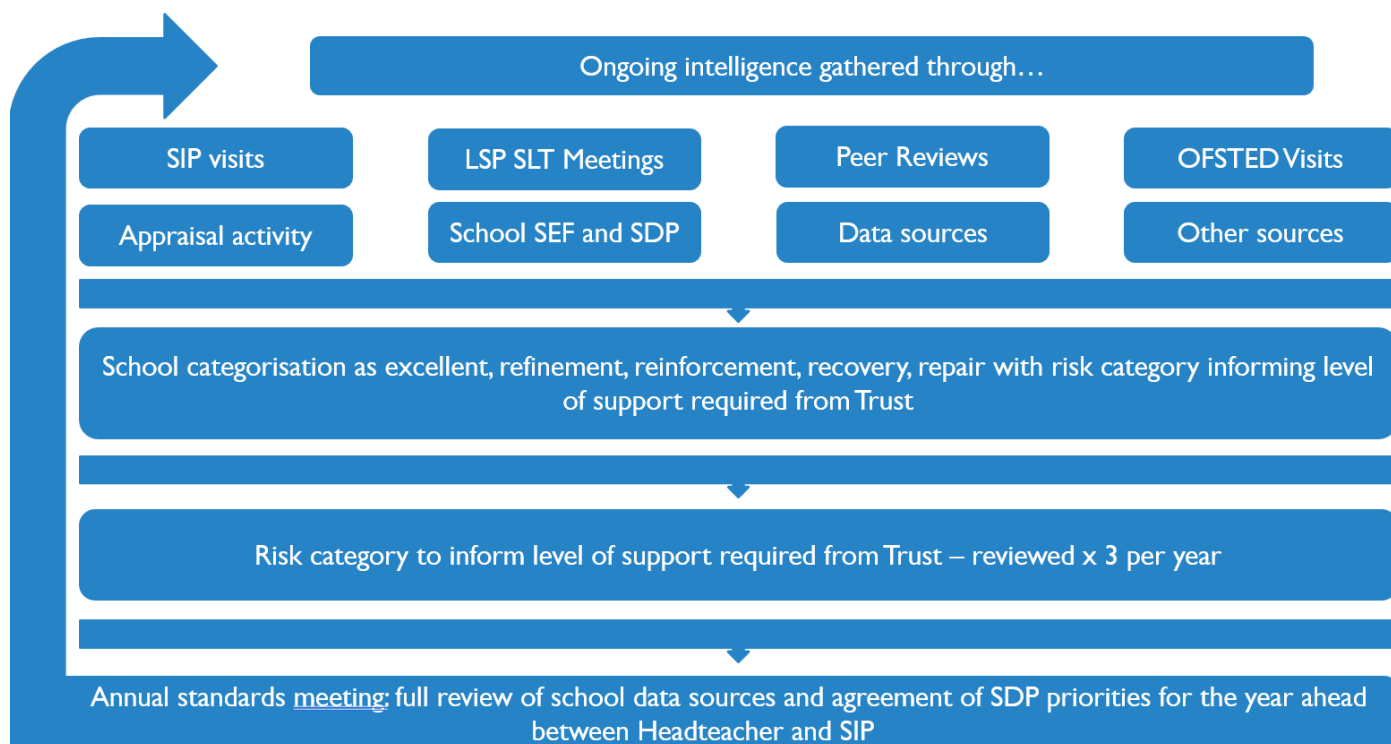 Ongoing intelligence gathered through…
SIP visits
LSP SLT Meetings
Peer Reviews
OFSTED Visits
Appraisal activity
School SEF and SDP
Data sources
Other sources
School categorisation as excellent, refinement, reinforcement, recovery, repair with risk category informing level
of support required from Trust
Risk category to inform level of support required from Trust – reviewed x 3 per year
Annual standards meeting: full review of school data sources and agreement of SDP priorities for the year ahead
between Headteacher and SIP